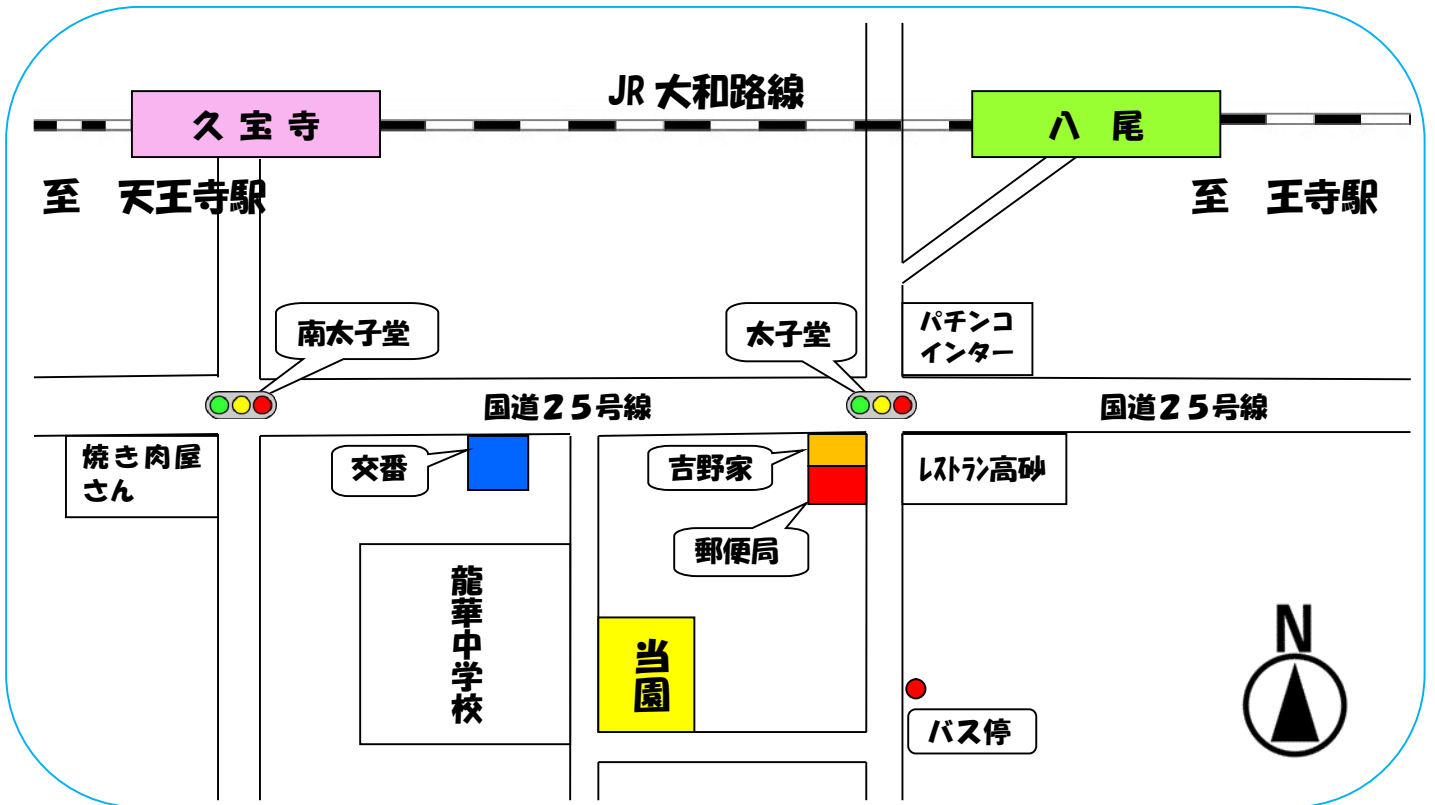 JR 大和路線
久宝寺
八尾
至 天王寺駅
至 王寺駅
南太子堂
太子堂
パチンコ
インター
国道25号線
国道25号線
焼き肉屋
さん
交番
吉野家
レストラン高砂
郵便局
龍華中学校
当園
N
バス停